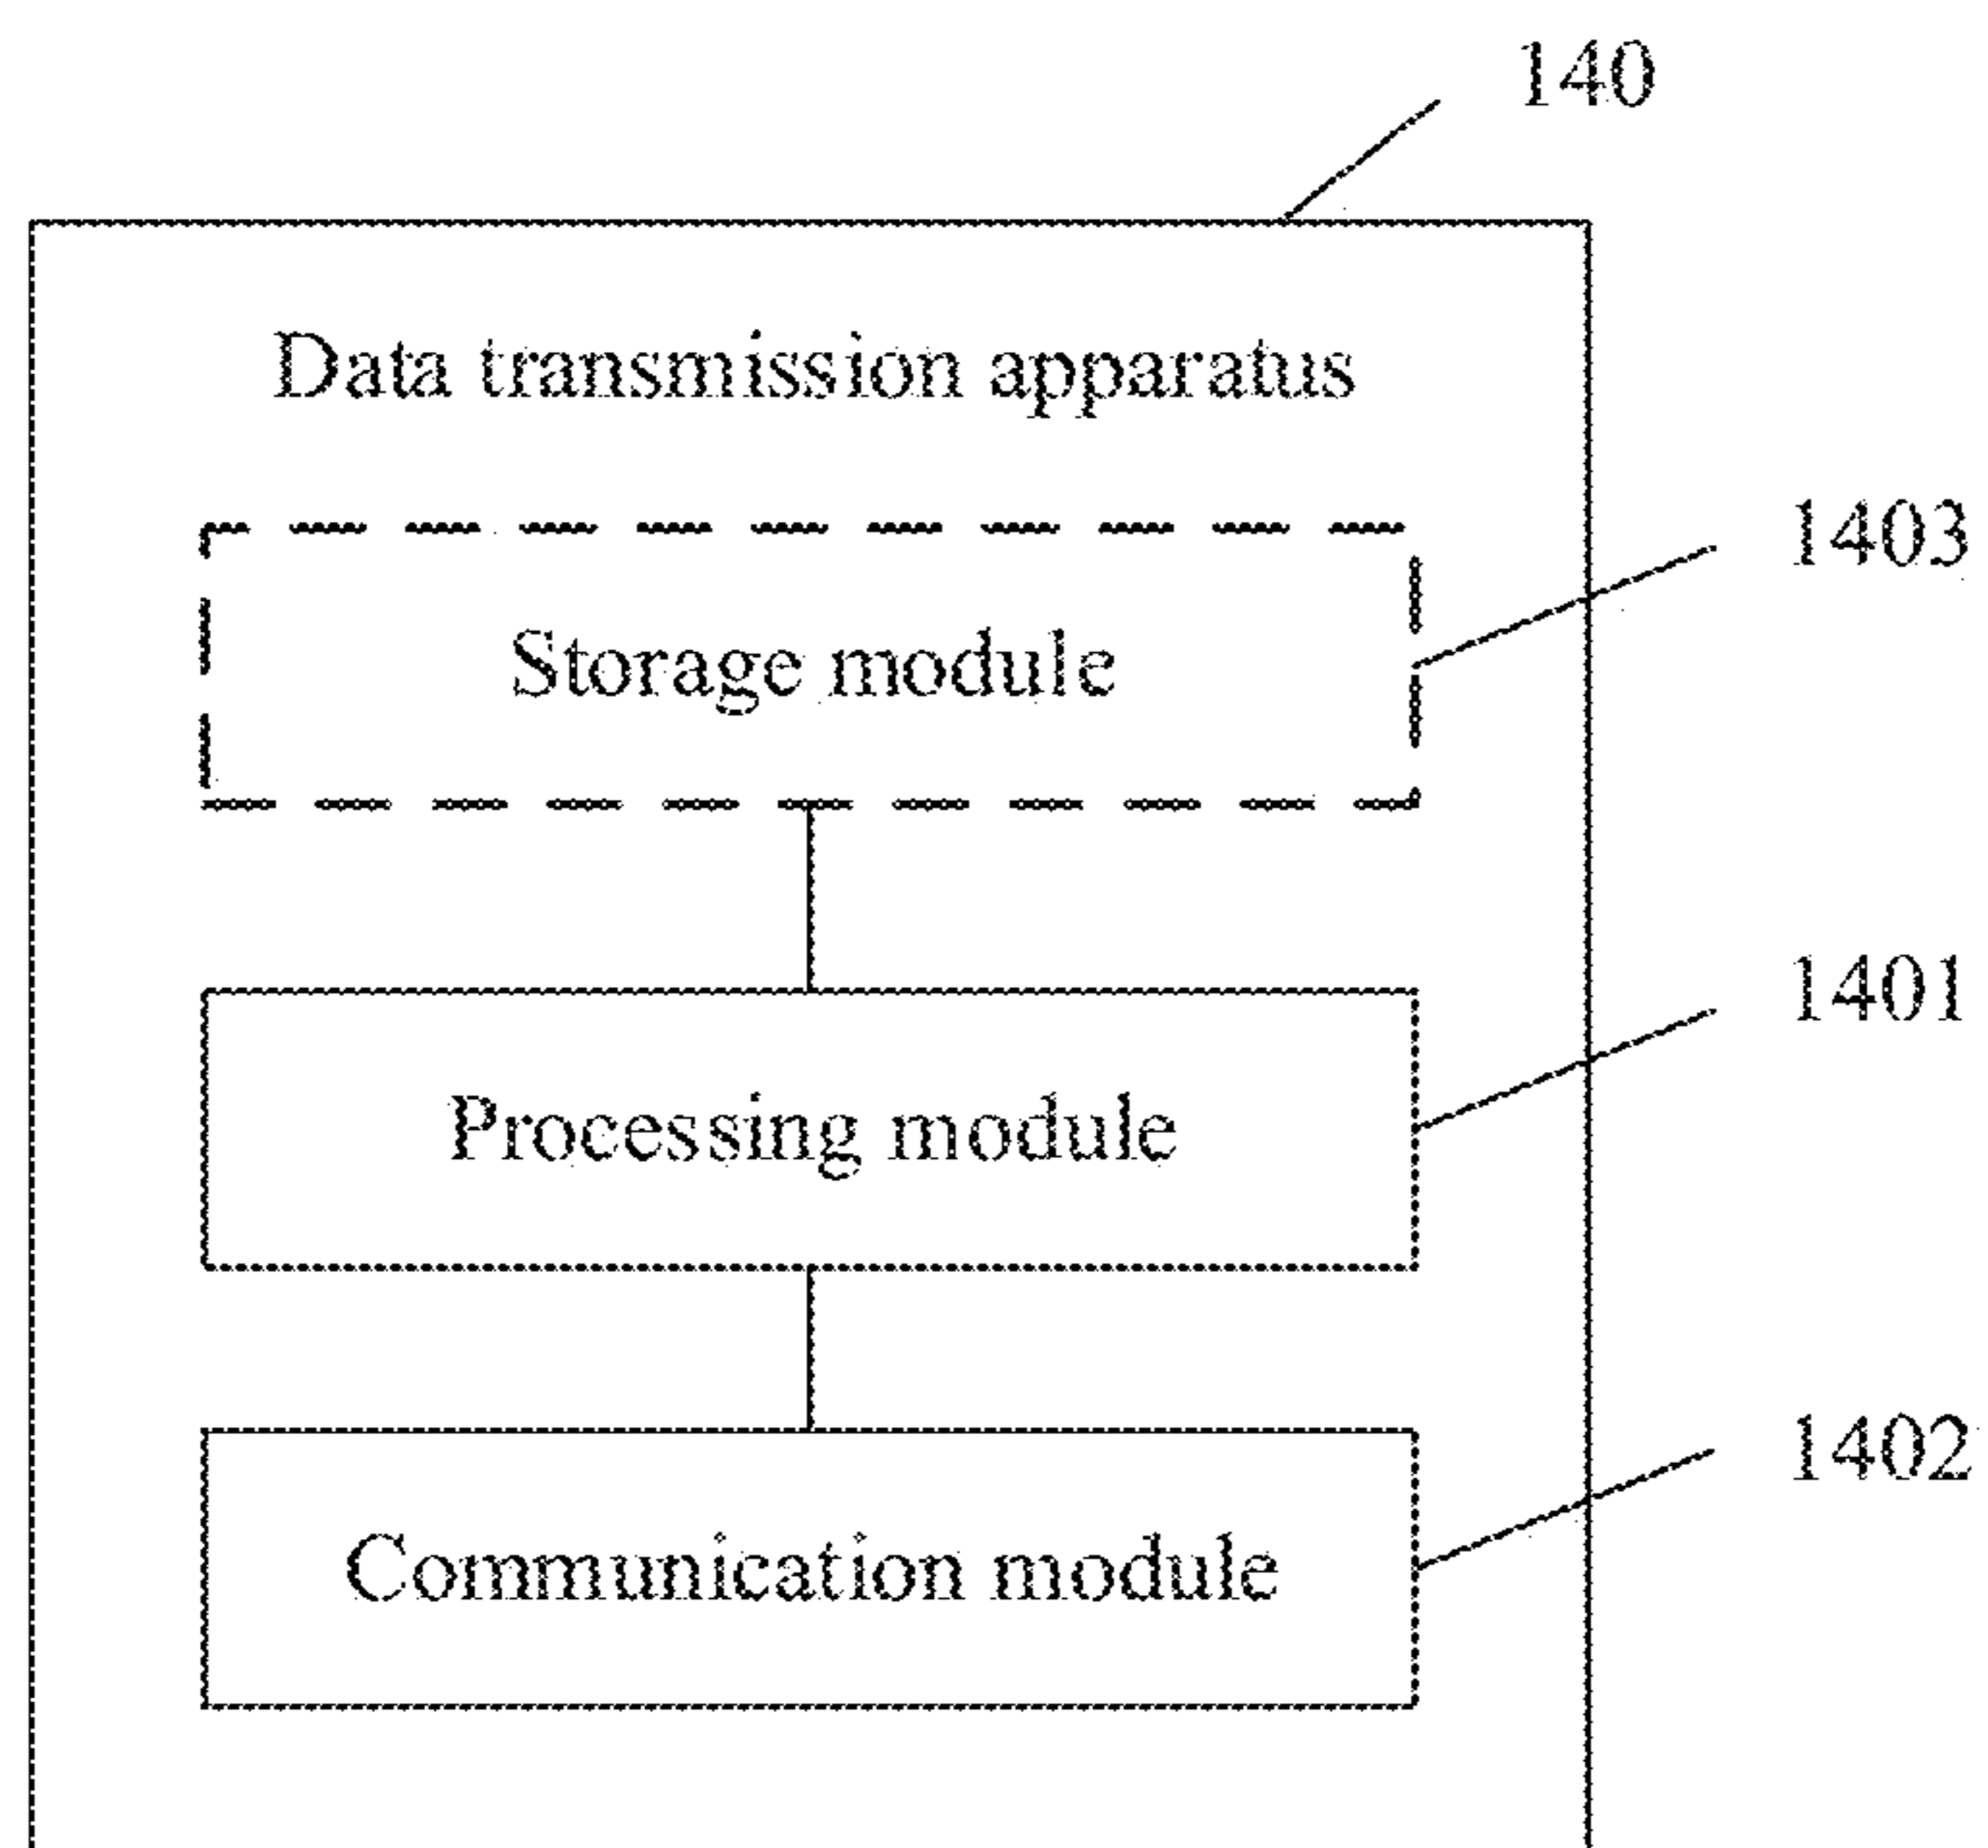 140
Data transmission apparatus
1403
Storage module
1401
Processing module
1402
Communication module